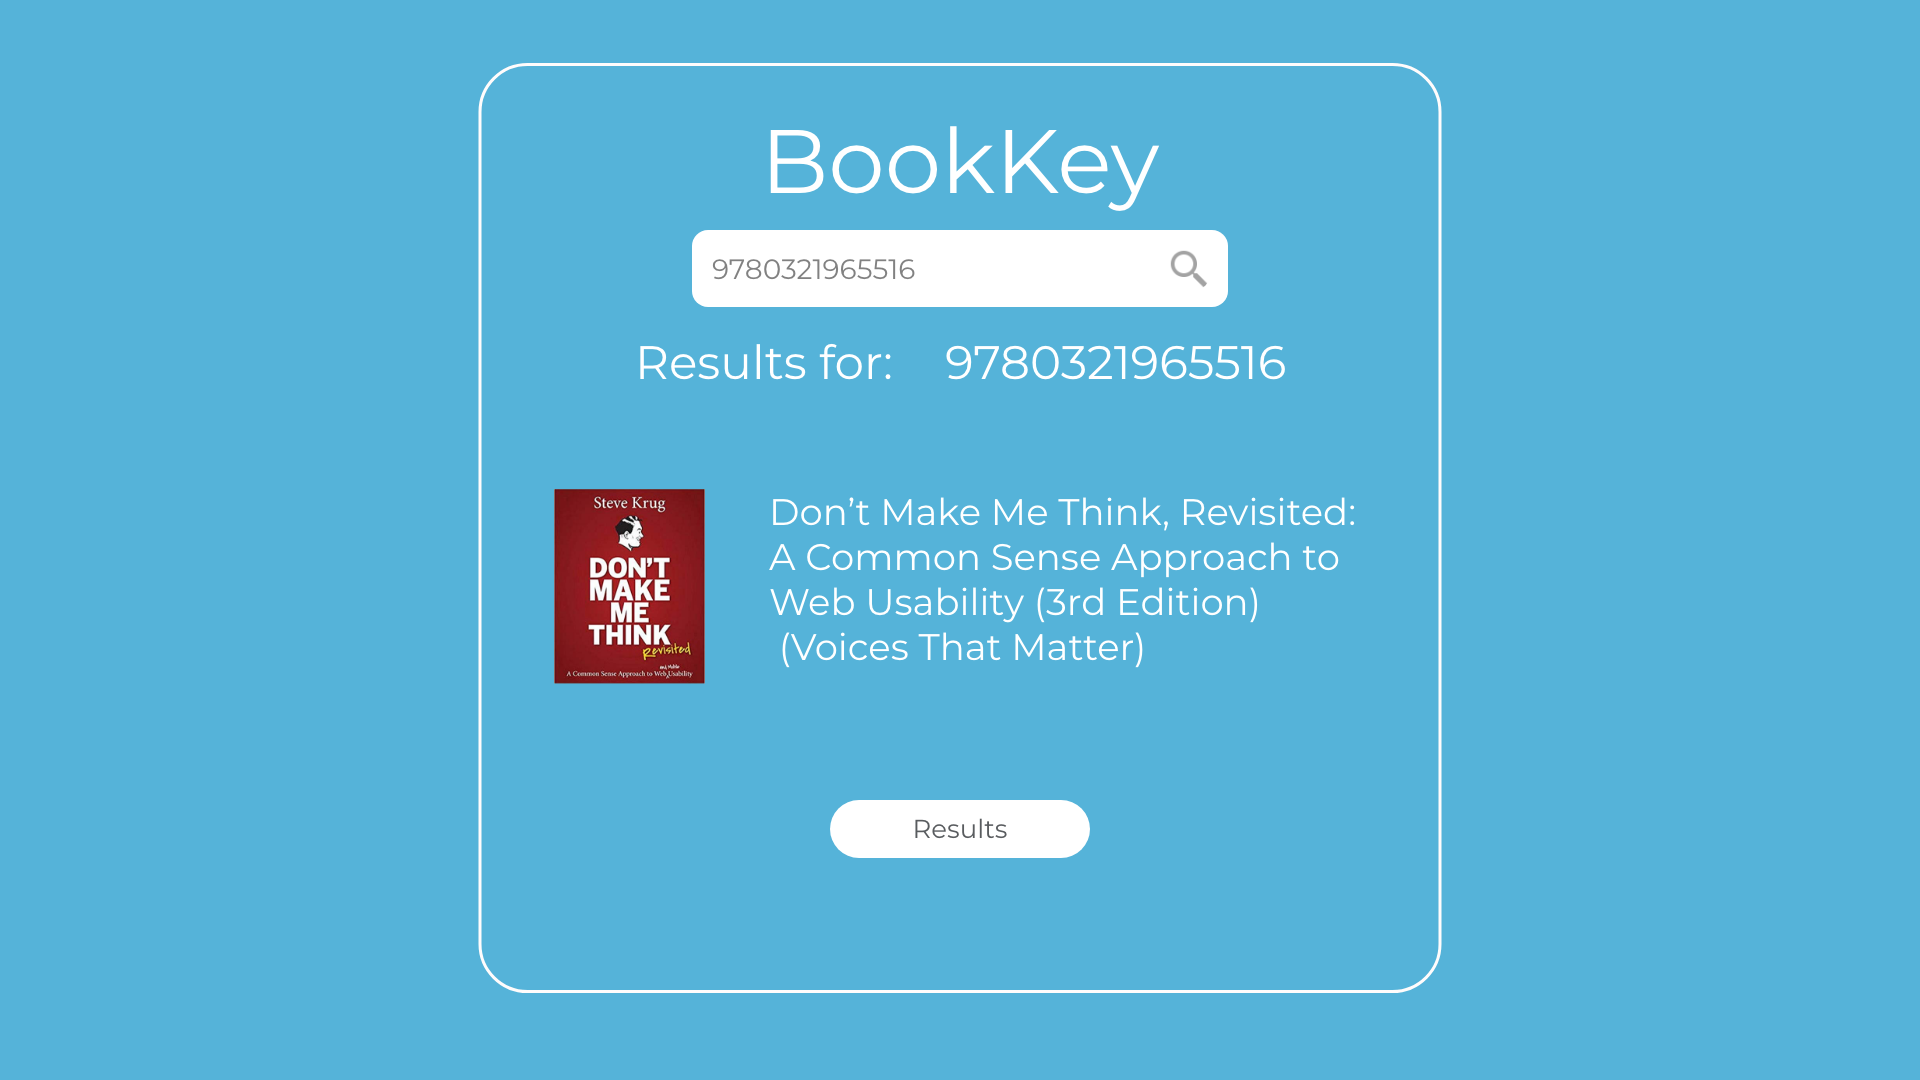 BookKey
9780321965516
Results for: 9780321965516
Steve Krug
DON'T
MAKE
ME
THINK
Revisited
and Mobile
A Common Sense Approach to Web Usability
Don’t Make Me Think, Revisited:
A Common Sense Approach to
Web Usability (3rd Edition)
(Voices That Matter)
Results